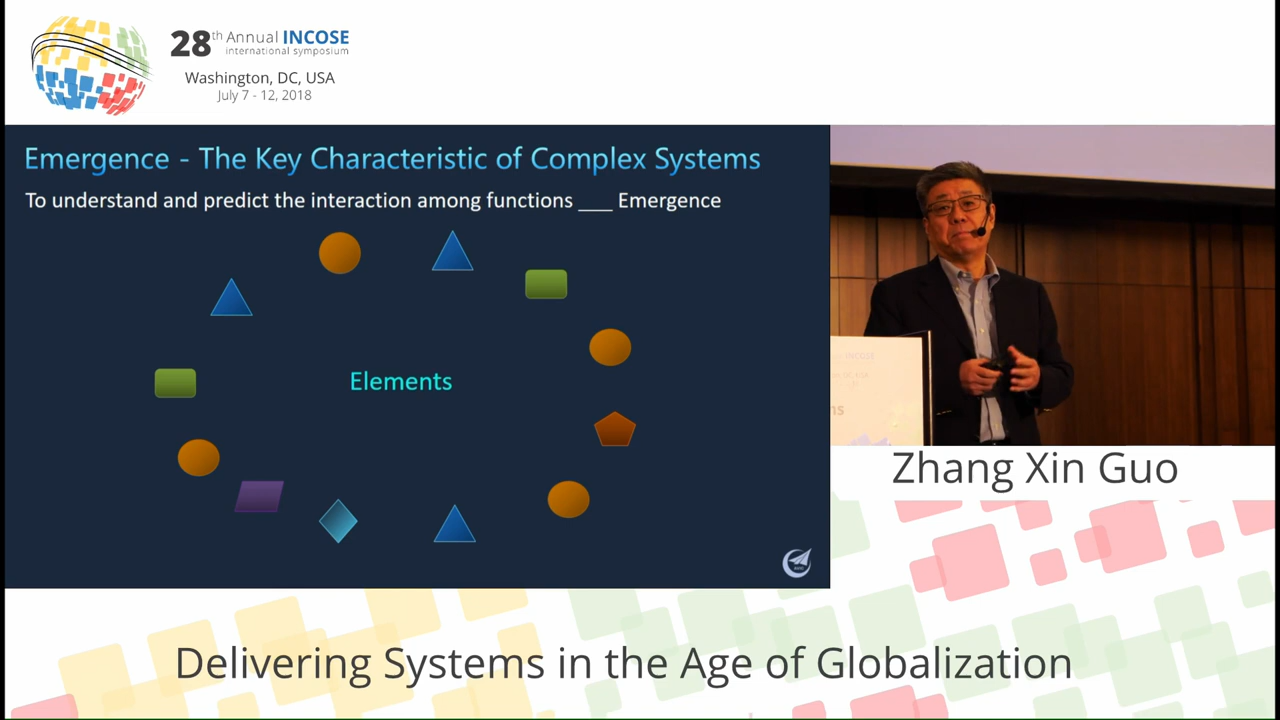 28th Annual INCOSE
international symposium
Washington, DC, USA
July 7 - 12, 2018
Emergence - The Key Characteristic of Complex Systems
To understand and predict the interaction among functions ___ Emergence
Elements
Zhang Xin Guo
Delivering Systems in the Age of Globalization